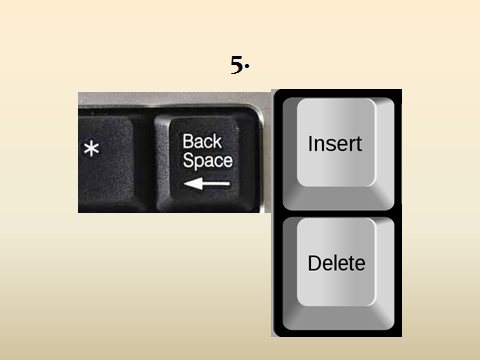 5.
*
Back
Space
Insert
Delete